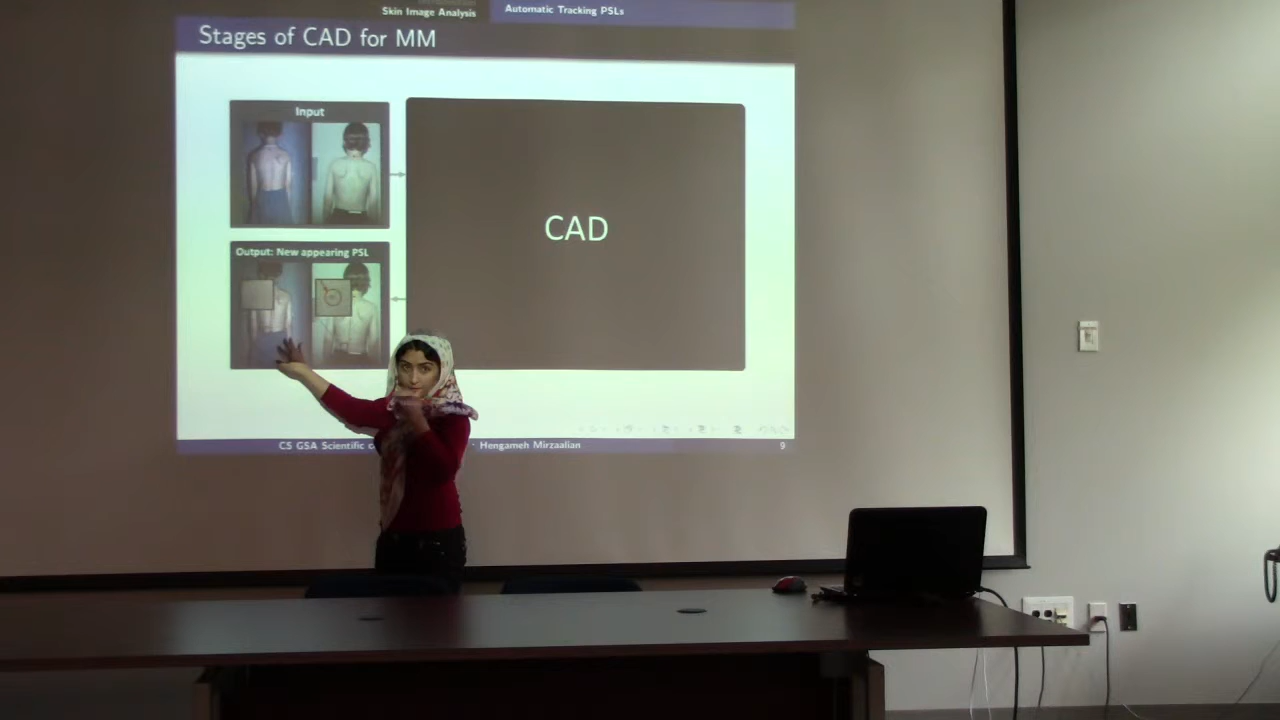 Skin Image Analysis
Automatic Tracking PSLs
Stages of CAD for MM
Input
CAD
Output: New appearing PSL
CS GSA Scientific
Hengameh Mirzaalian
9